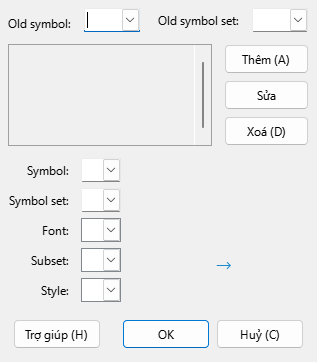 Old symbol:
Old symbol set:
Thêm (A)
Sửa
Xoá (D)
Symbol:
Symbol set:
Font:
Subset:
Style:
Trợ giúp (H)
OK
Huỷ (C)